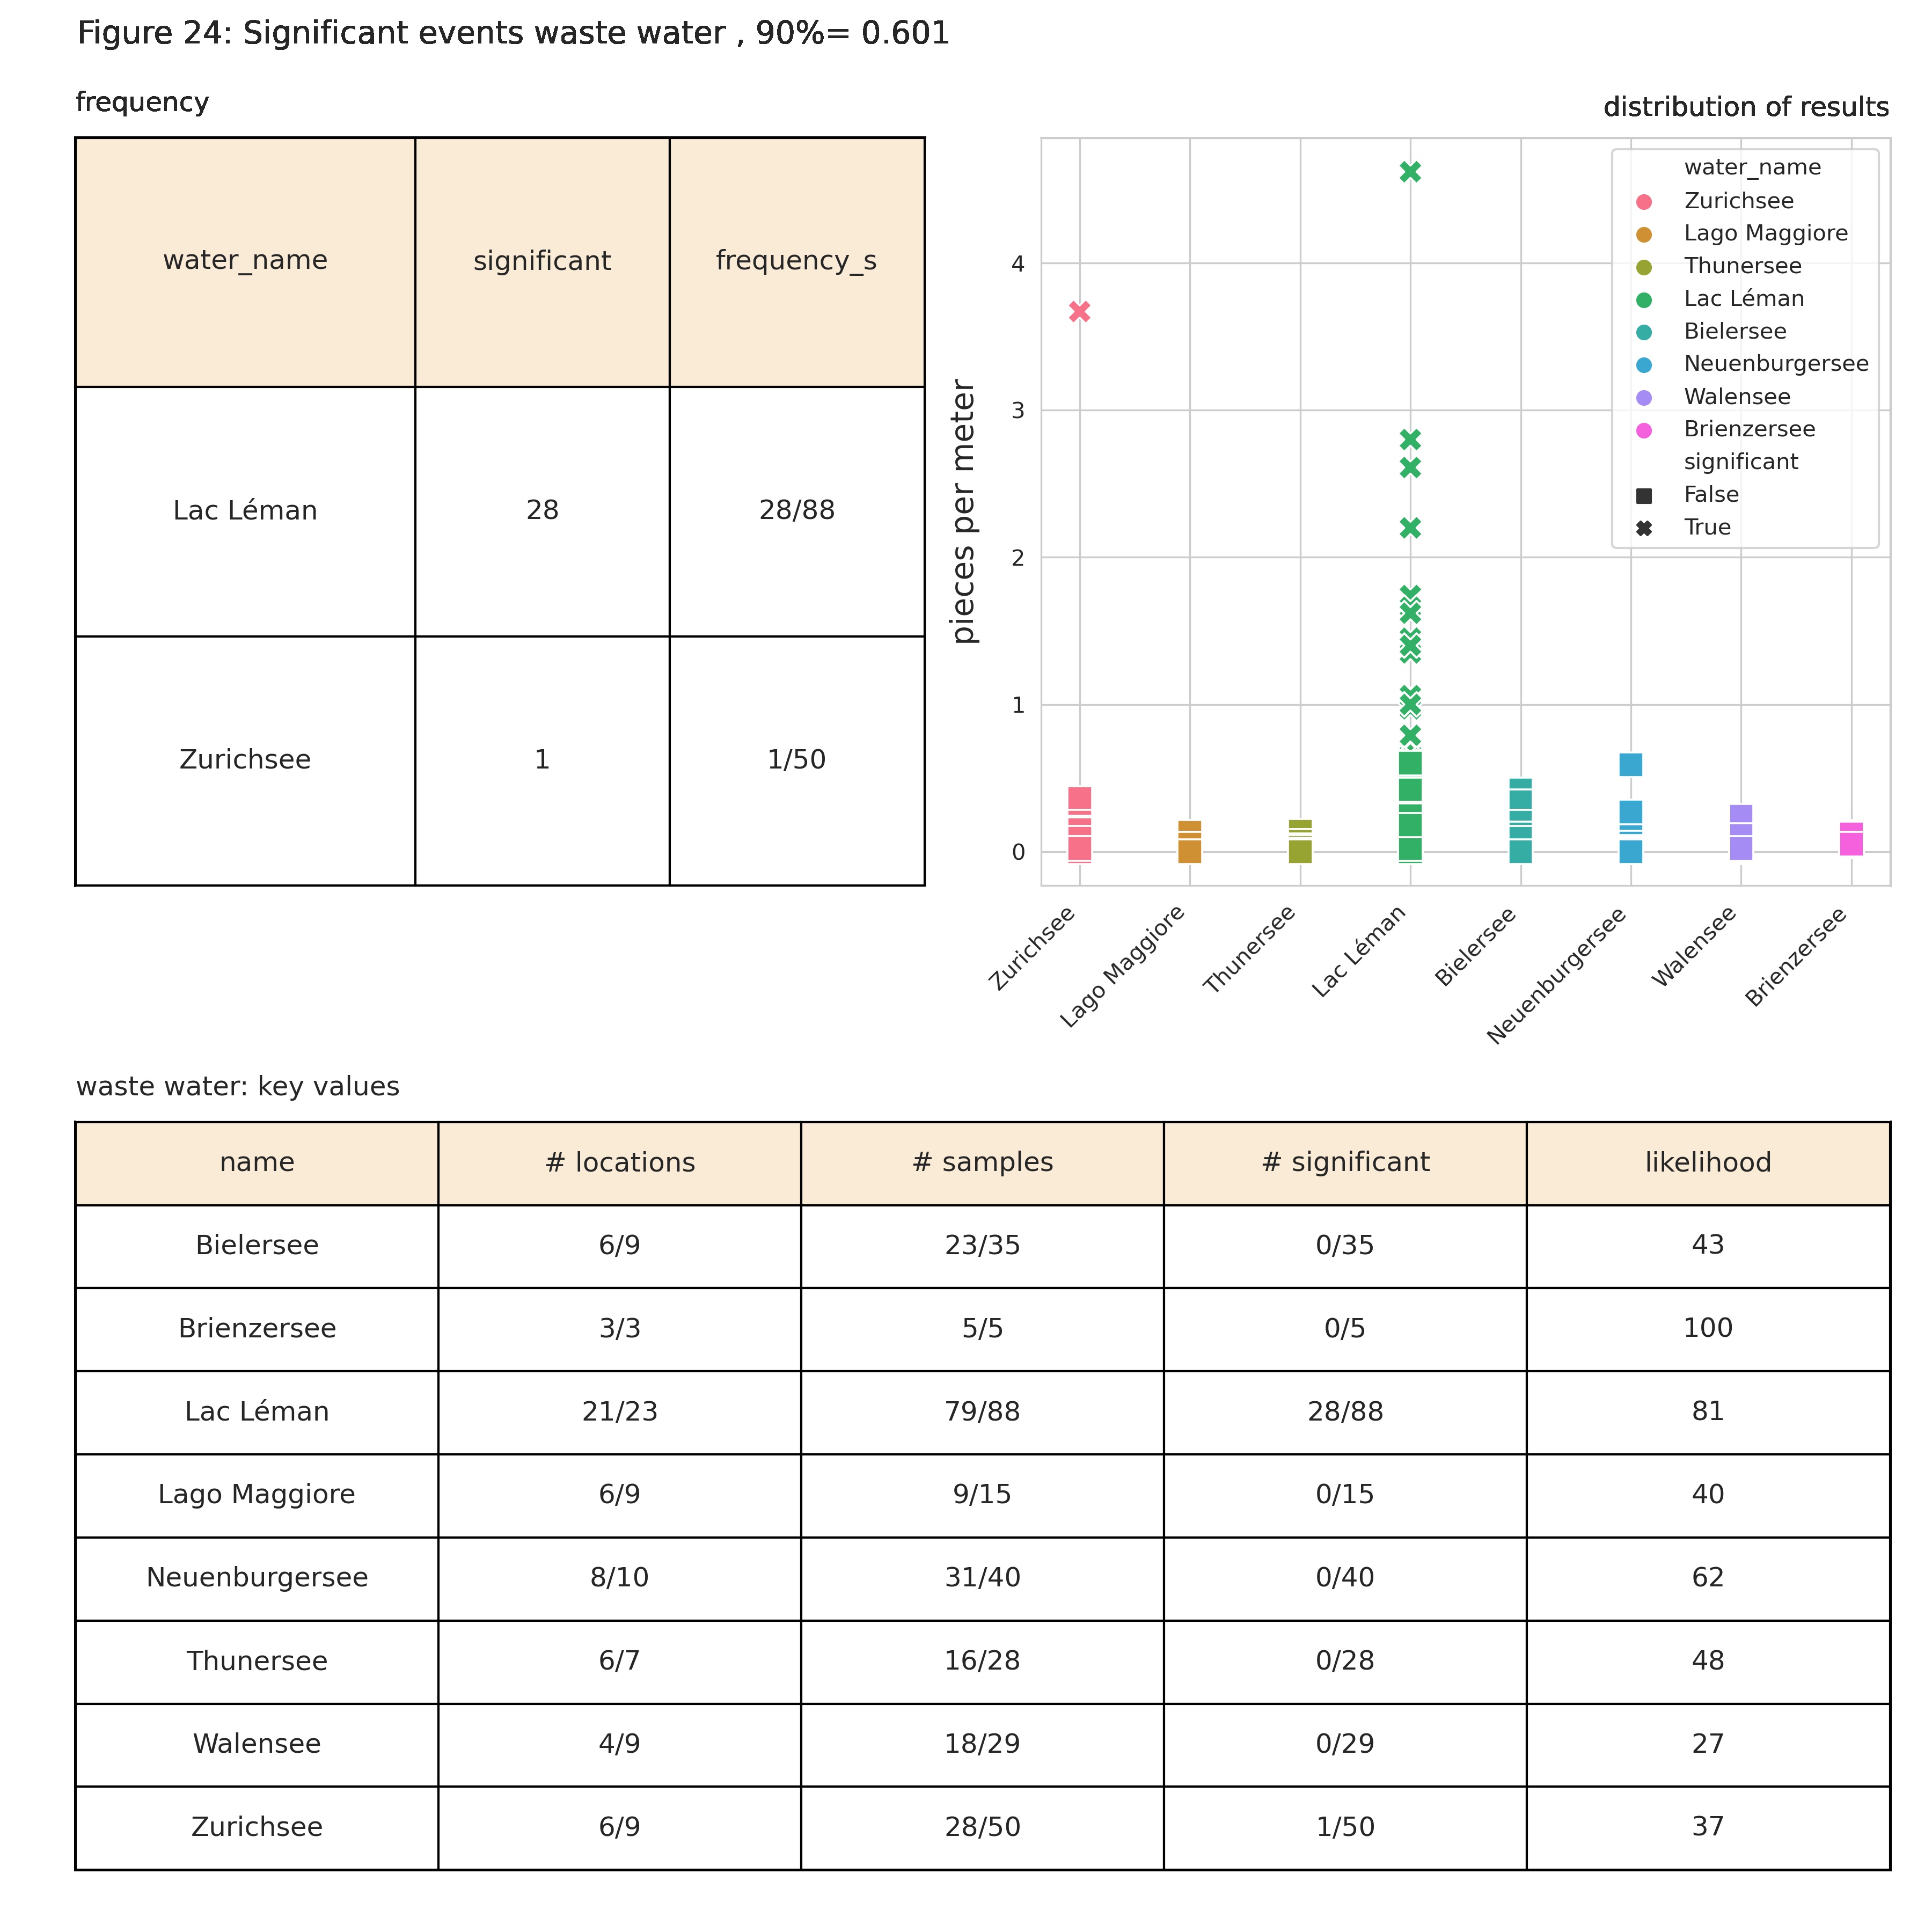 Figure 24: Significant events waste water , 90%= 0.601
frequency
water_name significant frequency_s
Lac Léman 28 28/88
Zurichsee 1 1/50
distribution of results
pieces per meter
4
3
2
1
0
water_name
Zurichsee
Lago Maggiore
Thunersee
Lac Léman
Bielersee
Neuenburgersee
Walensee
Brienzersee
significant
False
True
Zurichsee
Lago Maggiore
Thunersee
Lac Léman
Bielersee
Neuenburgersee
Walensee
Brienzersee
waste water: key values
name # locations # samples # significant likelihood
Bielersee 6/9 23/35 0/35 43
Brienzersee 3/3 5/5 0/5 100
Lac Léman 21/23 79/88 28/88 81
Lago Maggiore 6/9 9/15 0/15 40
Neuenburgersee 8/10 31/40 0/40 62
Thunersee 6/7 16/28 0/28 48
Walensee 4/9 18/29 0/29 27
Zurichsee 6/9 28/50 1/50 37